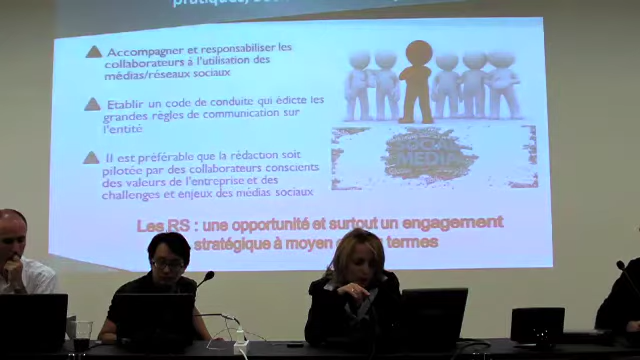 Accompagner et responsabiliser les
collaborateurs à l'utilisation des
médias/réseaux sociaux
Etablir un code de conduite qui édicte les
grandes règles de communication sur
l'entité
Il est préférable que la rédaction soit
pilotée par des collaborateurs conscients
des valeurs de l'entreprise et des
challenges et enjeux des médias sociaux
SOCIAL
MEDIA
Les RS : une opportunité et surtout un engagement
stratégique à moyen termes